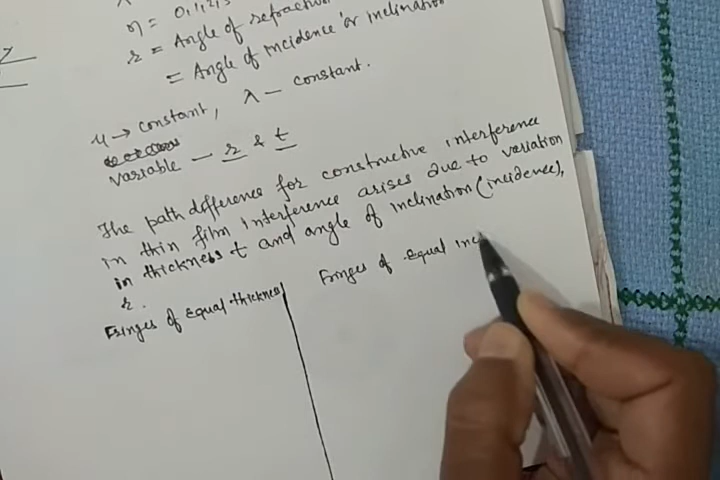 λ
η = 0,1,2,3
r = Angle of refraction
= Angle of incidence or inclination
μ → constant, λ — constant.
variable — r & t
The path difference for constructive interference
in thin film interference arises due to variation
in thickness t and angle of inclination (incidence),
r.
Fringes of Equal thickness
Fringes of Equal Inc